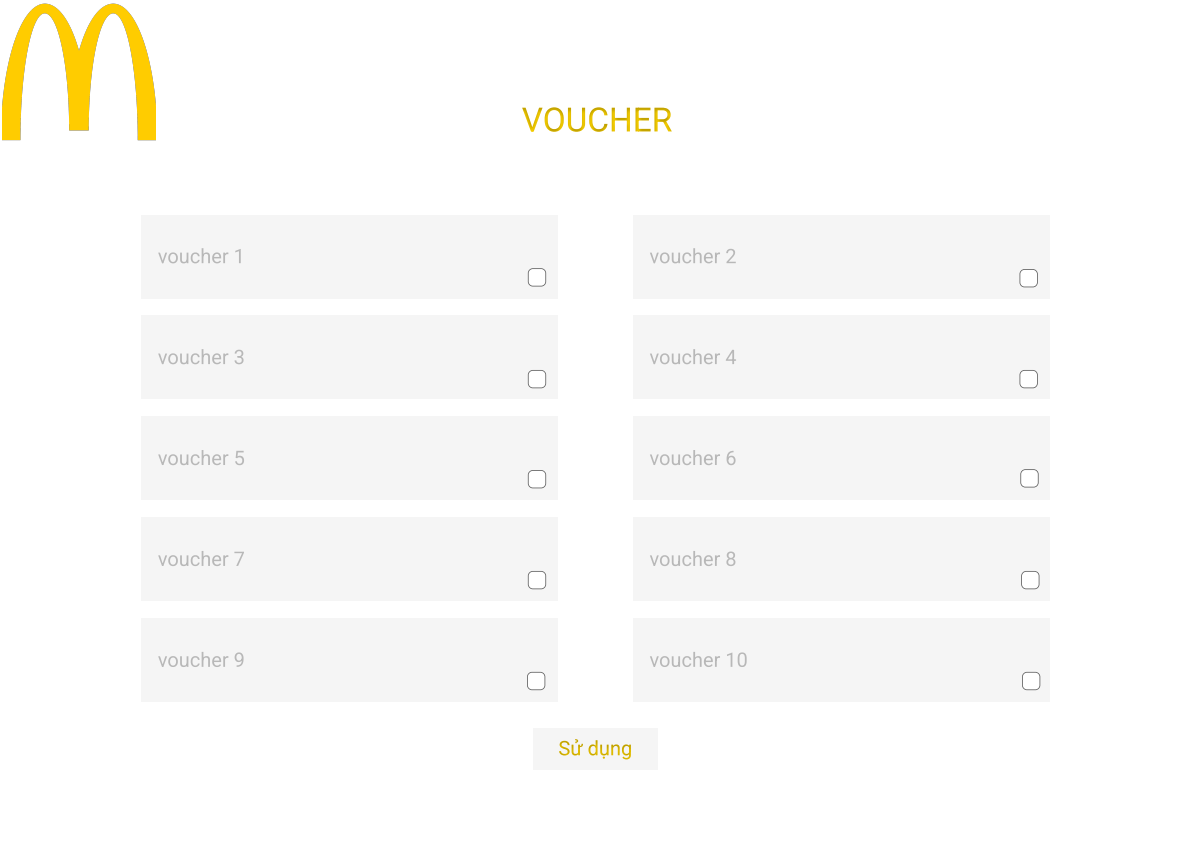 VOUCHER
voucher 1
voucher 2
voucher 3
voucher 4
voucher 5
voucher 6
voucher 7
voucher 8
voucher 9
voucher 10
Sử dụng